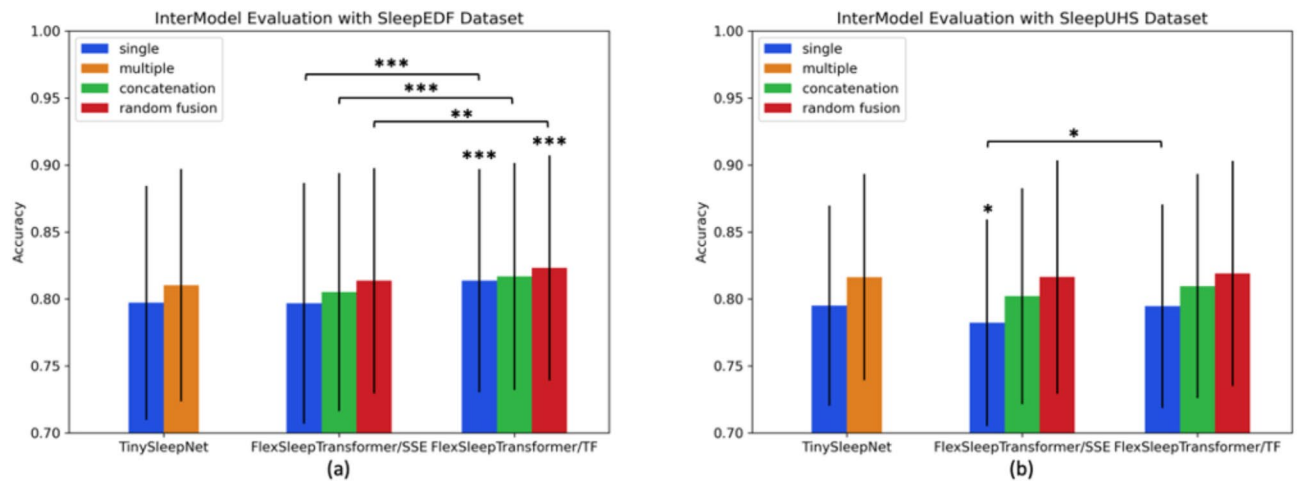 InterModel Evaluation with SleepEDF Dataset
1.00
0.95
0.90
0.85
0.80
0.75
0.70
Accuracy
single
multiple
concatenation
random fusion
***
***
**
***
***
TinySleepNet
FlexSleepTransformer/SSE
FlexSleepTransformer/TF
(a)
InterModel Evaluation with SleepUHS Dataset
1.00
0.95
0.90
0.85
0.80
0.75
0.70
Accuracy
single
multiple
concatenation
random fusion
*
*
TinySleepNet
FlexSleepTransformer/SSE
FlexSleepTransformer/TF
(b)